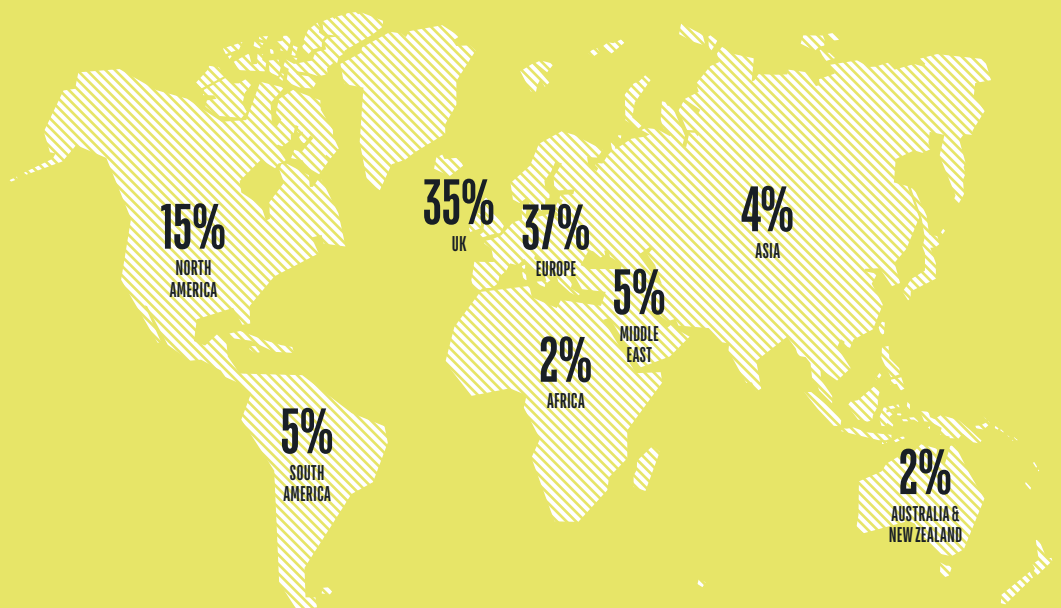 35%
UK
15%
NORTH
AMERICA
37%
EUROPE
4%
ASIA
5%
MIDDLE
EAST
2%
AFRICA
5%
SOUTH
AMERICA
2%
AUSTRALIA &
NEW ZEALAND